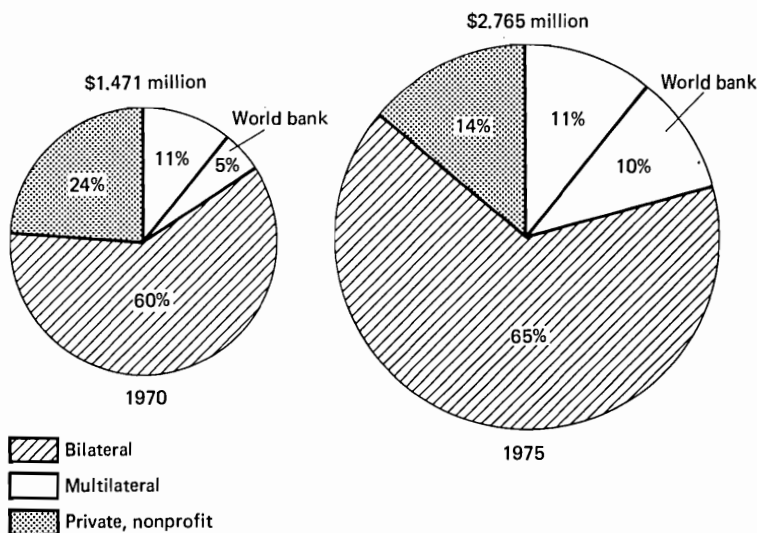 $1.471 million
World bank
24%
11%
5%
60%
1970
$2.765 million
World bank
14%
11%
10%
65%
1975
Bilateral
Multilateral
Private, nonprofit